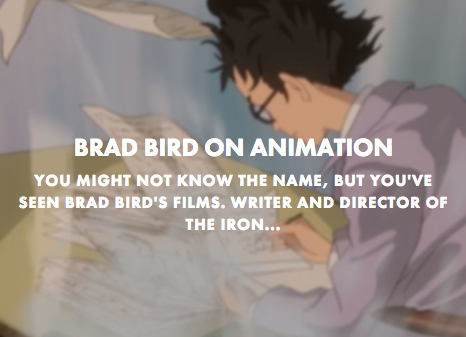 BRAD BIRD ON ANIMATION
YOU MIGHT NOT KNOW THE NAME, BUT YOU'VE
SEEN BRAD BIRD'S FILMS. WRITER AND DIRECTOR OF
THE IRON...